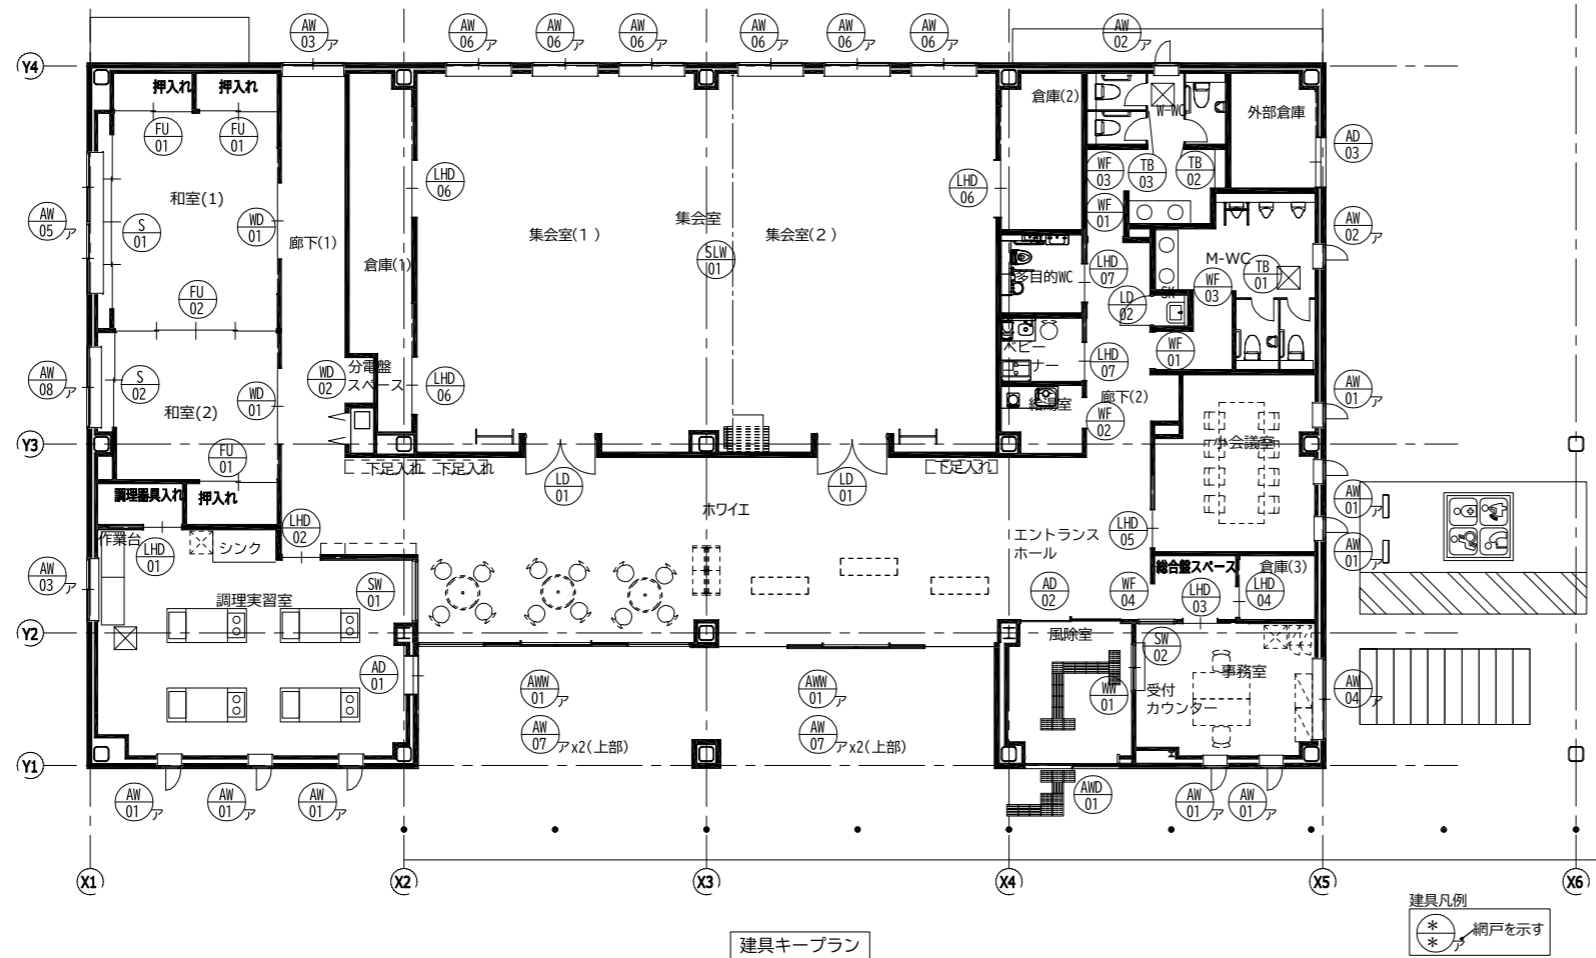 AW 03 ア
AW 06 ア
AW 06 ア
AW 06 ア
AW 06 ア
AW 06 ア
AW 06 ア
AW 02 ア
Y4
押入れ
押入れ
倉庫(2)
W-WC
外部倉庫
FU 01
FU 01
AD 03
WF 03
TB 03
TB 02
LHD 06
LHD 06
和室(1)
AW 05 ア
S 01
WD 01
廊下(1)
集会室
集会室(1)
集会室(2)
WF 01
AW 02 ア
倉庫(1)
SLW 01
多目的WC
LHD 07
M-WC
TB 01
WF 03
FU 02
LD 02
SK
ベビー
コーナー
LHD 07
WF 01
AW 08 ア
S 02
WD 02
分電盤
スペース
LHD 06
WD 01
和室(2)
給湯室
廊下(2)
AW 01 ア
WF 02
Y3
小会議室
FU 01
下足入れ
下足入れ
下足入れ
LD 01
LD 01
調理器具入れ
押入れ
ホワイエ
AW 01 ア
作業台
LHD 02
LHD 01
シンク
エントランス
ホール
LHD 05
AW 01 ア
AW 03 ア
SW 01
総合盤スペース
倉庫(3)
調理実習室
AD 02
WF 04
LHD 03
LHD 04
Y2
風除室
SW 02
AD 01
事務室
AWW 01 ア
AWW 01 ア
WW 01
受付
カウンター
AW 04 ア
AW 07 アx2(上部)
AW 07 アx2(上部)
Y1
AW 01 ア
AW 01 ア
AW 01 ア
AWD 01
AW 01 ア
AW 01 ア
X1
X2
X3
X4
X5
X6
建具凡例
* * ア 網戸を示す
建具キープラン